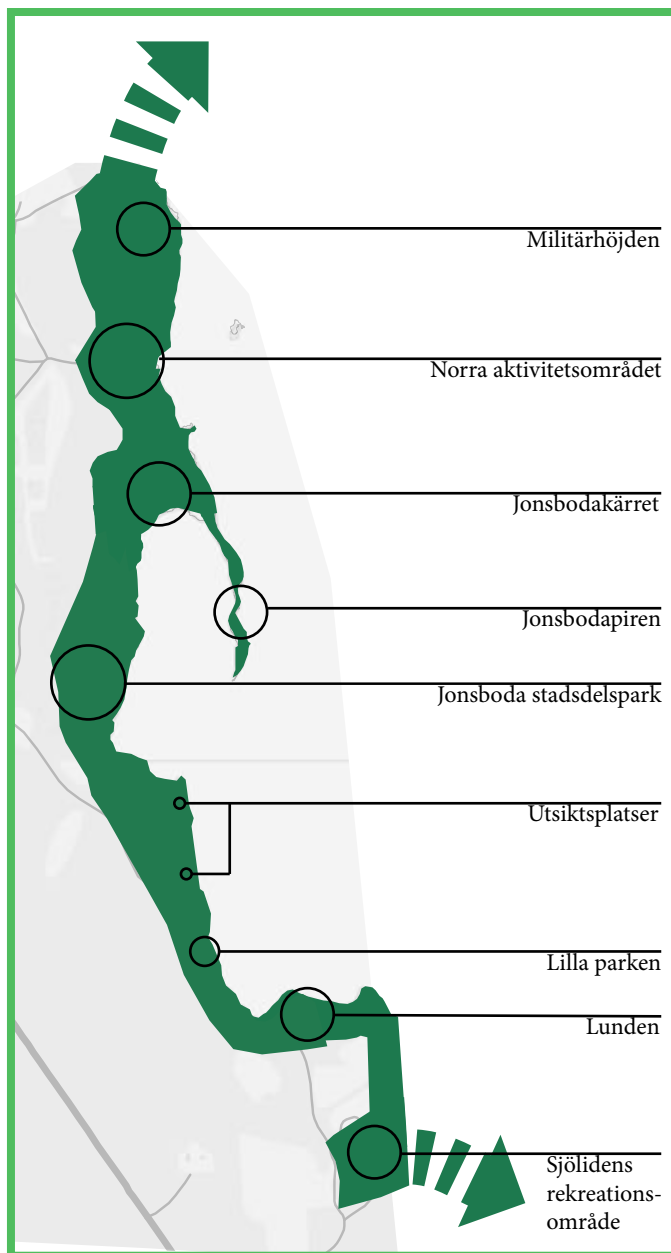 Militärhöjden
Norra aktivitetsområdet
Jonsbodakärret
Jonsbodapiren
Jonsboda stadsdelspark
Utsiktsplatser
Lilla parken
Lunden
Sjölidens
rekreations-
område